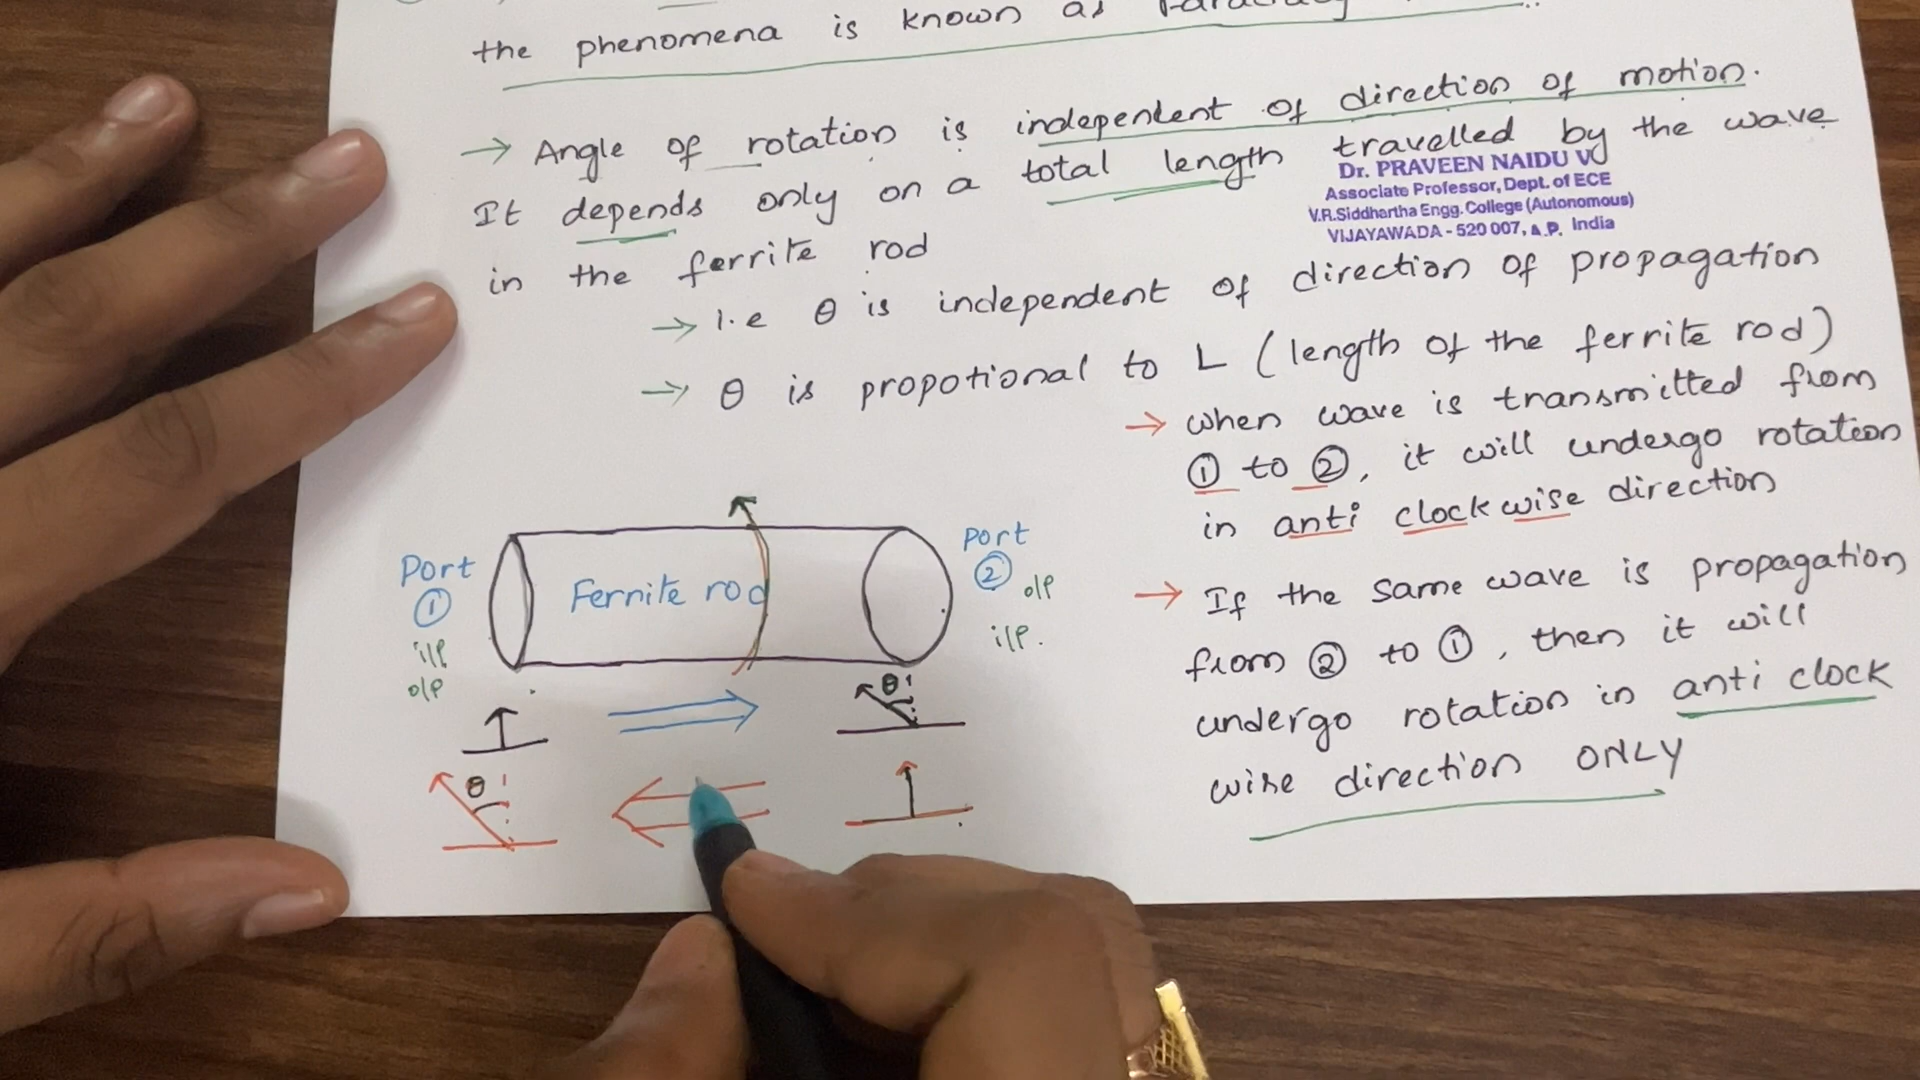 the phenomena is known as
→ Angle of rotation is independent of direction of motion.
It depends only on a total length travelled by the wave
in the ferrite rod
Dr. PRAVEEN NAIDU V
Associate Professor, Dept. of ECE
V.R.Siddhartha Engg. College (Autonomous)
VIJAYAWADA - 520 007, A.P. India
→ i.e θ is independent of direction of propagation
→ θ is propotional to L (length of the ferrite rod)
→ when wave is transmitted from
① to ②, it will undergo rotation
in anti clockwise direction
→ If the same wave is propagation
from ② to ①, then it will
undergo rotation in anti clock
wise direction ONLY
Port
①
i/p
o/p
Ferrite rod
port
②
o/p
i/p.
θ
θ